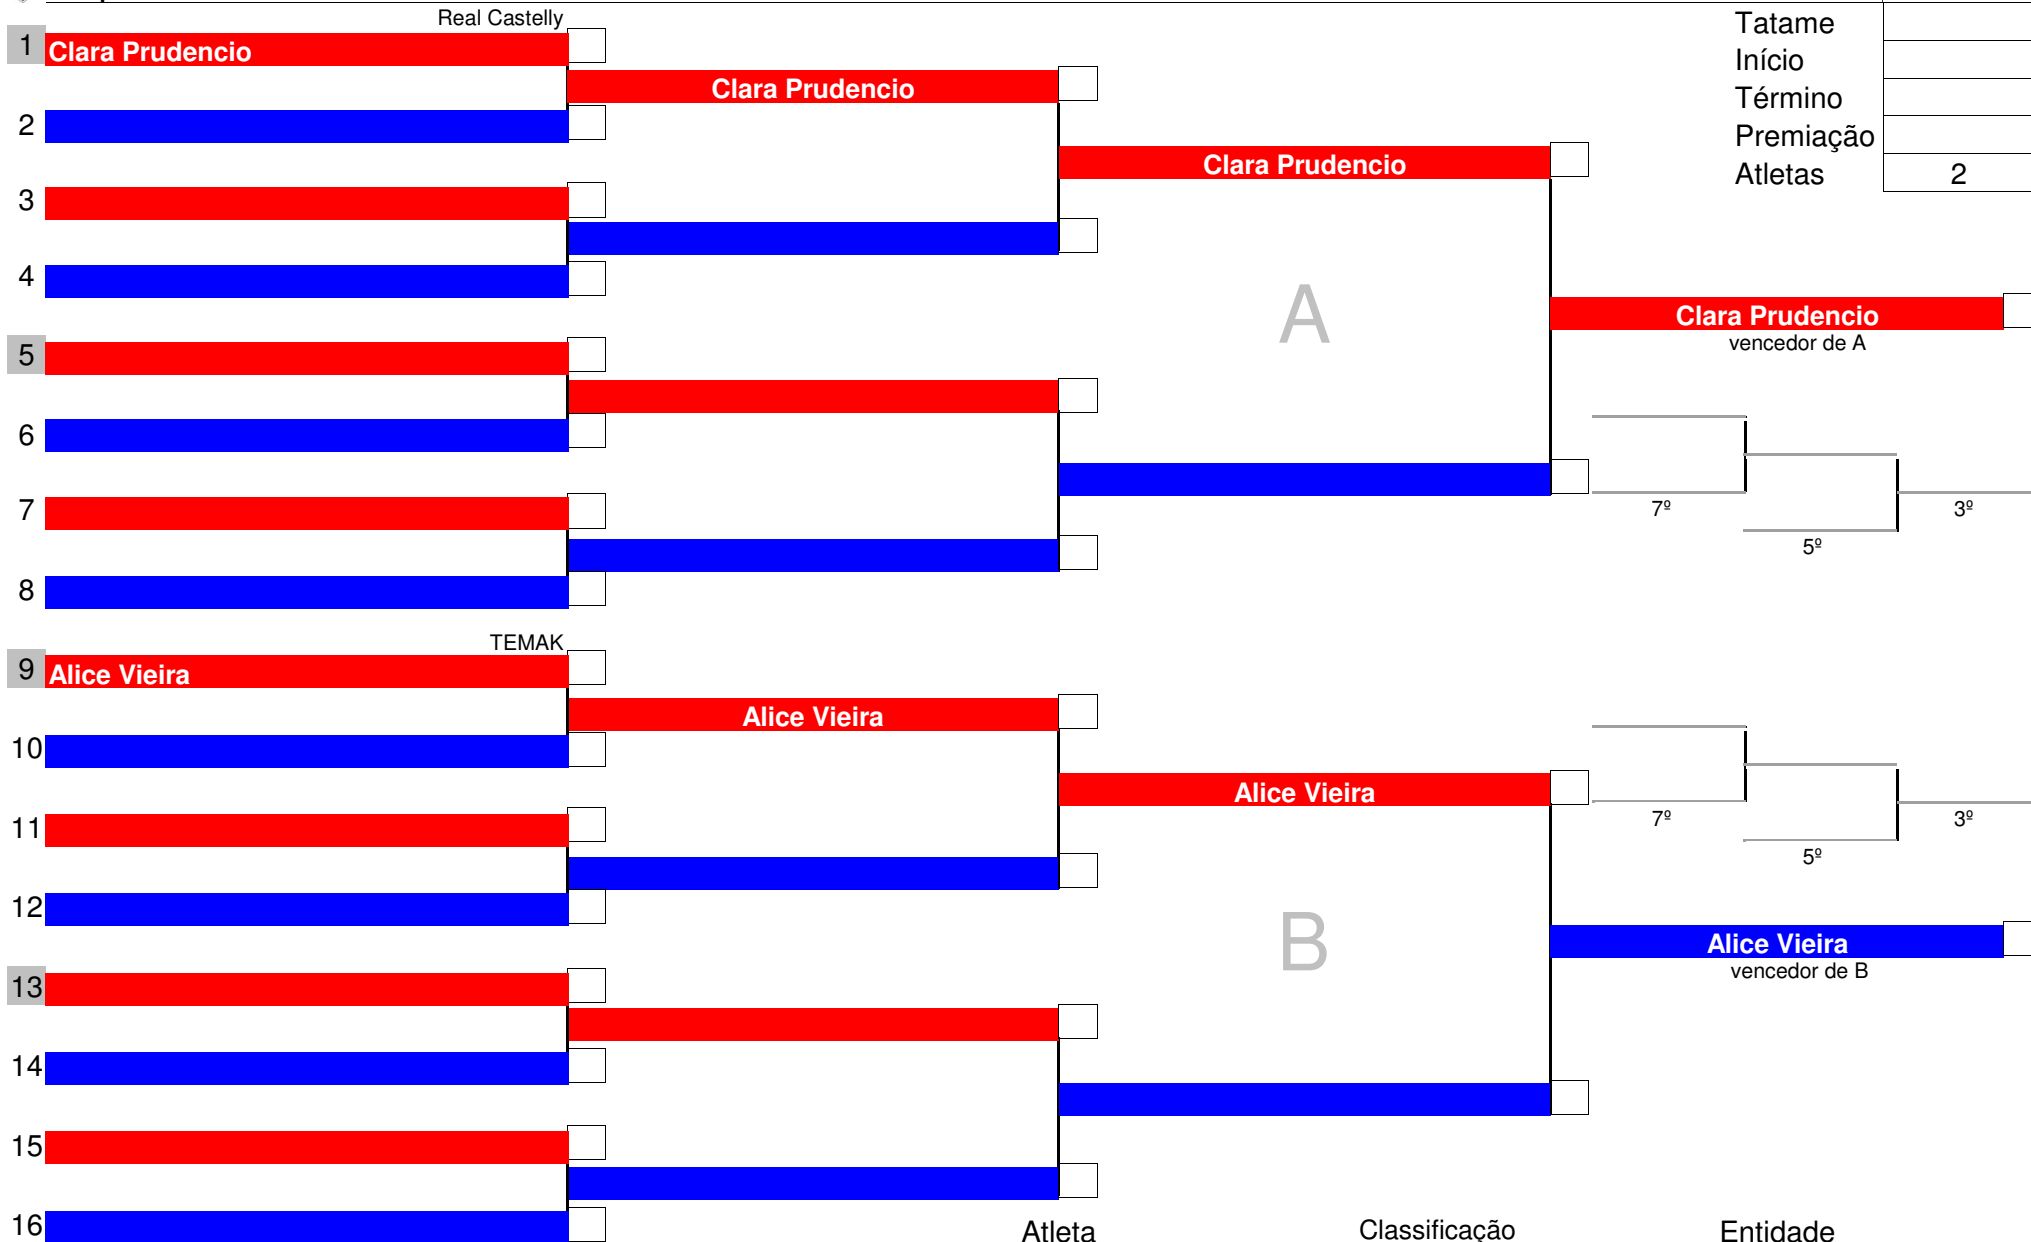 Real Castelly
Tatame
1 Clara Prudencio
Início
Clara Prudencio
Término
2
Premiação
Clara Prudencio
Atletas 2
3
4
A
Clara Prudencio
vencedor de A
5
6
7º
3º
7
5º
8
TEMAK
9 Alice Vieira
Alice Vieira
10
Alice Vieira
7º
3º
11
5º
12
B
Alice Vieira
vencedor de B
13
14
15
16
Atleta Classificação Entidade